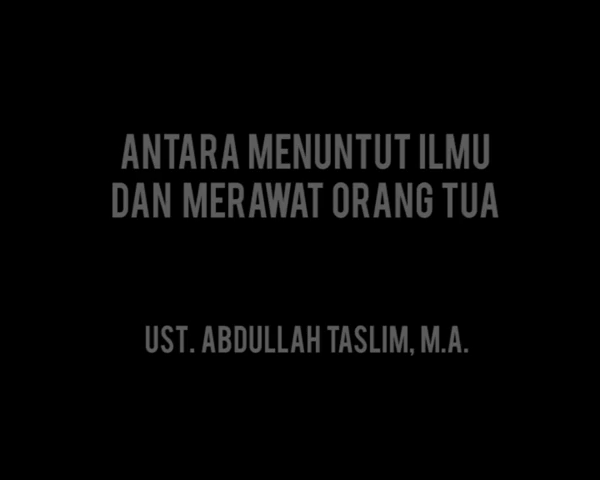 ANTARA MENUNTUT ILMU
DAN MERAWAT ORANG TUA
UST. ABDULLAH TASLIM, M.A.